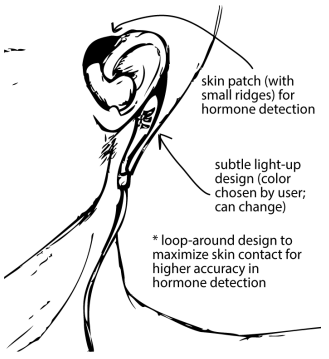 skin patch (with
small ridges) for
hormone detection
subtle light-up
design (color
chosen by user;
can change)
* loop-around design to
maximize skin contact for
higher accuracy in
hormone detection